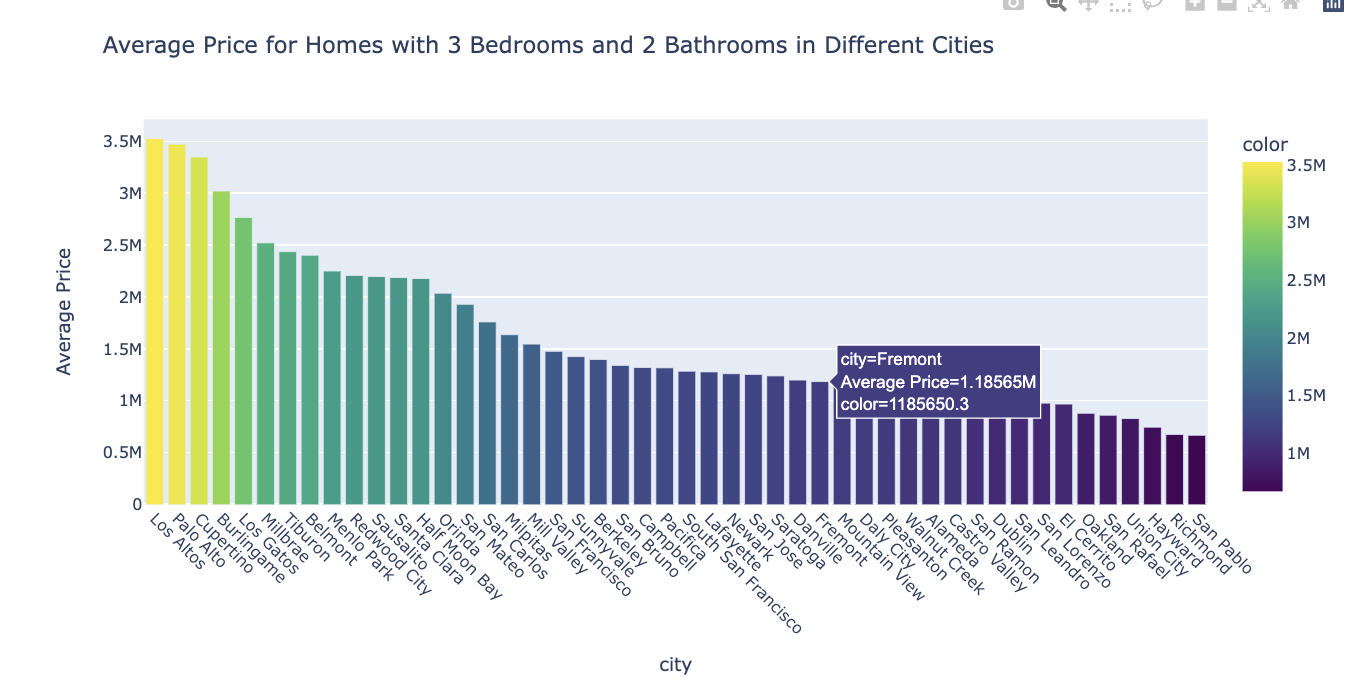 Average Price for Homes with 3 Bedrooms and 2 Bathrooms in Different Cities
Average Price
3.5M
3M
2.5M
2M
1.5M
1M
0.5M
0
city=Fremont
Average Price=1.18565M
color=1185650.3
color
3.5M
3M
2.5M
2M
1.5M
1M
Los Altos
Palo Alto
Cupertino
Burlingame
Los Gatos
Millbrae
Tiburon
Belmont
Menlo Park
Redwood City
Sausalito
Santa Clara
Half Moon Bay
Orinda
San Mateo
San Carlos
Milpitas
Mill Valley
San Francisco
Sunnyvale
Berkeley
San Bruno
Campbell
Pacifica
South San Francisco
Lafayette
Newark
San Jose
Saratoga
Danville
Fremont
Mountain View
Daly City
Pleasanton
Walnut Creek
Alameda
Castro Valley
San Ramon
Dublin
San Leandro
San Lorenzo
El Cerrito
Oakland
San Rafael
Union City
Hayward
Richmond
San Pablo
city